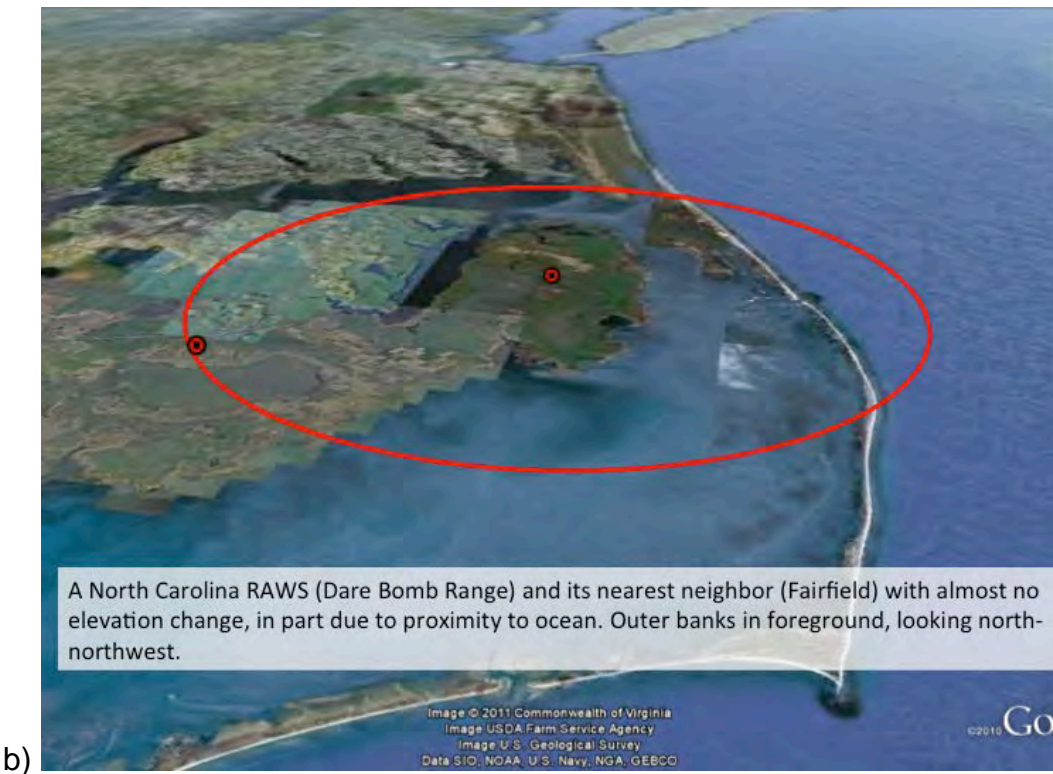 A North Carolina RAWS (Dare Bomb Range) and its nearest neighbor (Fairfield) with almost no
elevation change, in part due to proximity to ocean. Outer banks in foreground, looking north-
northwest.
Image © 2011 Commonwealth of Virginia
Image USDA Farm Service Agency
Image U.S. Geological Survey
Data SIO, NOAA, U.S. Navy, NGA, GEBCO
©2010 Go
b)